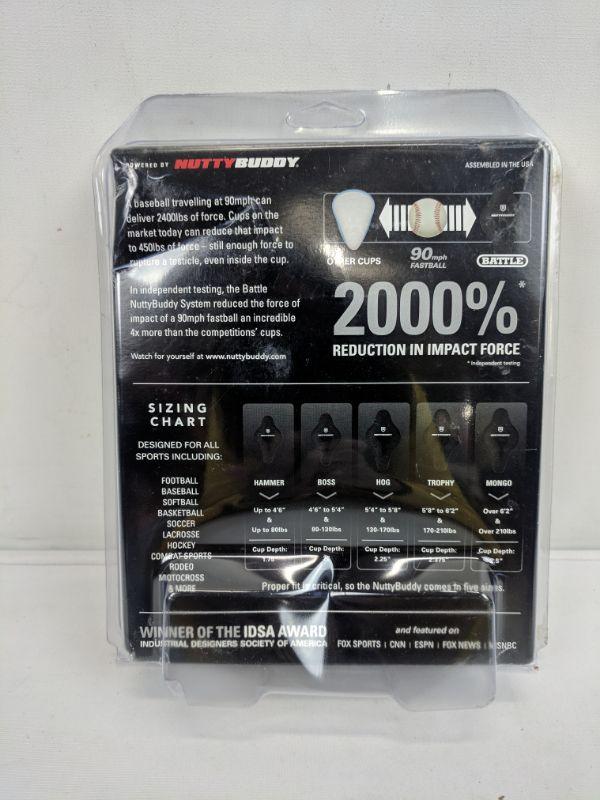 POWERED BY NUTTYBUDDY.
ASSEMBLED IN THE USA
A baseball travelling at 90mph can
deliver 2400lbs of force. Cups on the
market today can reduce that impact
to 450lbs of force – still enough force to
rupture a testicle, even inside the cup.
In independent testing, the Battle
NuttyBuddy System reduced the force of
impact of a 90mph fastball an incredible
4x more than the competitors' cups.
Watch for yourself at www.nuttybuddy.com
OTHER CUPS
90mph
FASTBALL
BATTLE
2000%*
REDUCTION IN IMPACT FORCE
* Independent testing
SIZING
CHART
DESIGNED FOR ALL
SPORTS INCLUDING:
FOOTBALL
BASEBALL
SOFTBALL
BASKETBALL
SOCCER
LACROSSE
HOCKEY
COMBAT SPORTS
RODEO
MOTOCROSS
& MORE
HAMMER
Up to 4'6"
&
Up to 80lbs
Cup Depth:
1.75"
BOSS
4'6" to 5'4"
&
90-130lbs
Cup Depth:
HOG
5'4" to 5'8"
&
130-170lbs
Cup Depth:
2.25"
TROPHY
5'8" to 6'2"
&
170-210lbs
Cup Depth:
2.375"
MONGO
Over 6'2"
&
Over 210lbs
Cup Depth:
2.5"
Proper fit is critical, so the NuttyBuddy comes in five sizes.
WINNER OF THE IDSA AWARD
INDUSTRIAL DESIGNERS SOCIETY OF AMERICA
and featured on
FOX SPORTS | CNN | ESPN | FOX NEWS | MSNBC